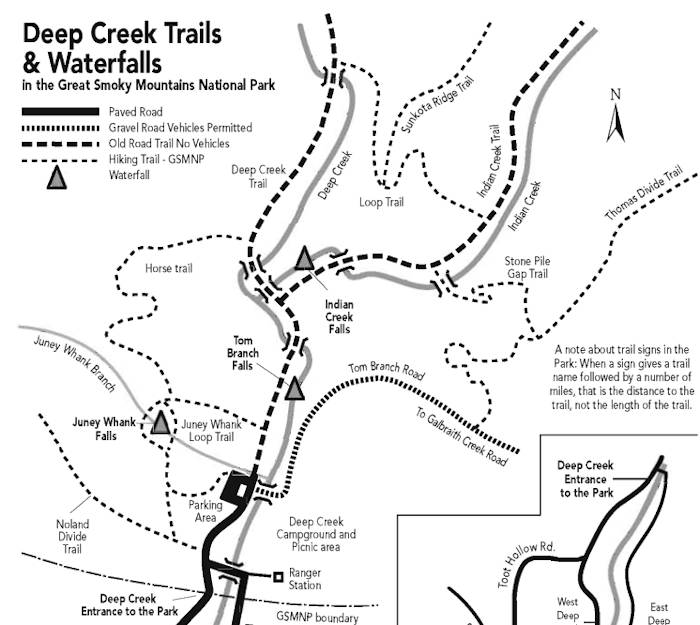 Deep Creek Trails
& Waterfalls
in the Great Smoky Mountains National Park
Paved Road
Gravel Road Vehicles Permitted
Old Road Trail No Vehicles
Hiking Trail - GSMNP
Waterfall
N
Sunkota Ridge Trail
Deep Creek
Trail
Deep Creek
Loop Trail
Indian Creek Trail
Indian Creek
Thomas Divide Trail
Horse trail
Stone Pile
Gap Trail
Indian
Creek
Falls
Juney Whank Branch
Tom
Branch
Falls
Tom Branch Road
To Galbraith Creek Road
A note about trail signs in the
Park: When a sign gives a trail
name followed by a number of
miles, that is the distance to the
trail, not the length of the trail.
Juney Whank
Falls
Juney Whank
Loop Trail
Parking
Area
Noland
Divide
Trail
Deep Creek
Campground and
Picnic area
Ranger
Station
Deep Creek
Entrance to the Park
GSMNP boundary
Deep Creek
Entrance
to the Park
Toot Hollow Rd.
West
Deep
East
Deep